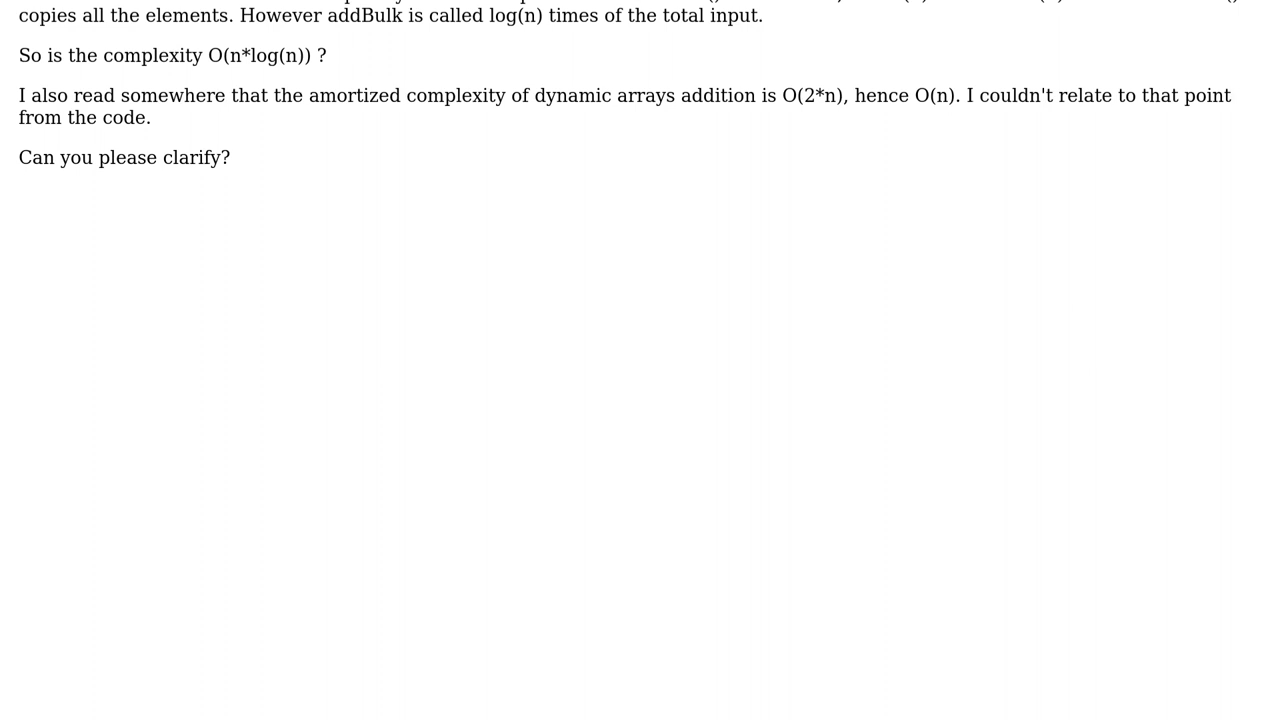 copies all the elements. However addBulk is called log(n) times of the total input.
So is the complexity O(n*log(n)) ?
I also read somewhere that the amortized complexity of dynamic arrays addition is O(2*n), hence O(n). I couldn't relate to that point
from the code.
Can you please clarify?